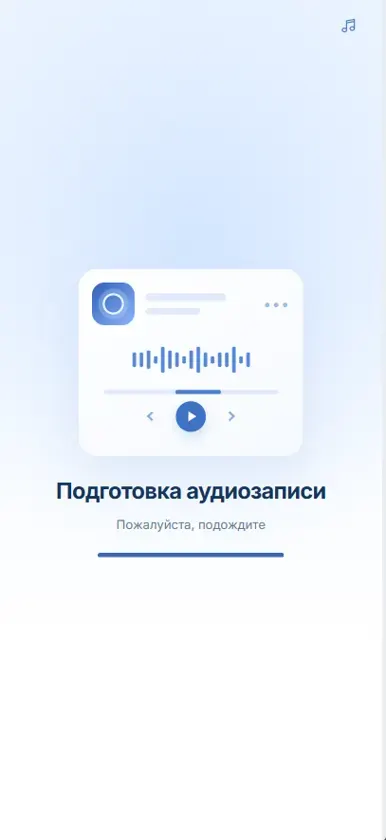 Подготовка аудиозаписи
Пожалуйста, подождите